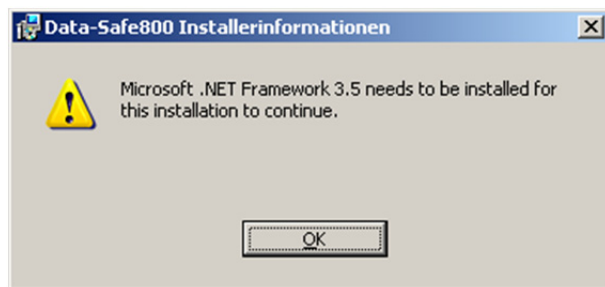 Data-Safe800 Installerinformationen
Microsoft .NET Framework 3.5 needs to be installed for
this installation to continue.
OK